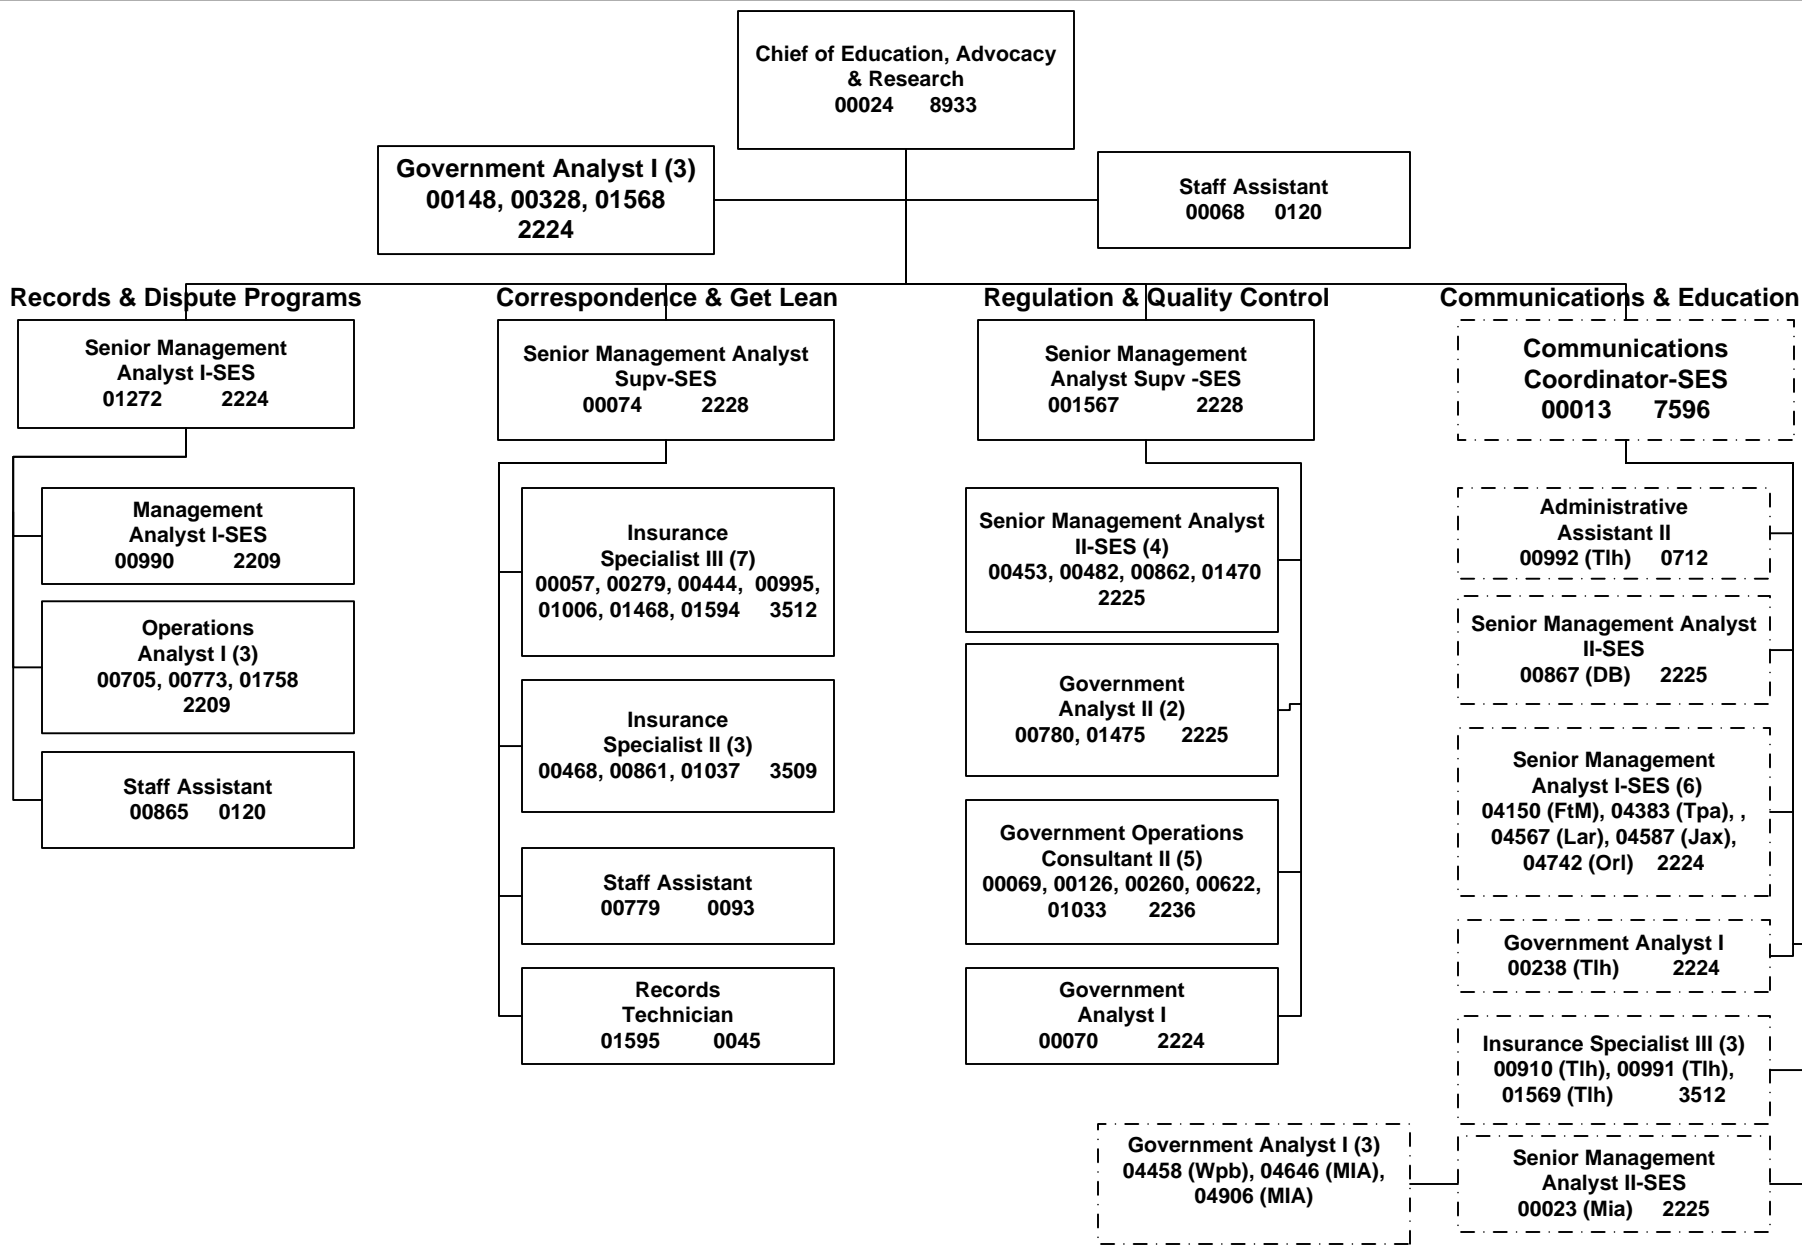 Chief of Education, Advocacy
& Research
00024 8933
Government Analyst I (3)
00148, 00328, 01568
2224
Staff Assistant
00068 0120
Records & Dispute Programs
Senior Management
Analyst I-SES
01272 2224
Management
Analyst I-SES
00990 2209
Operations
Analyst I (3)
00705, 00773, 01758
2209
Staff Assistant
00865 0120
Correspondence & Get Lean
Senior Management Analyst
Supv-SES
00074 2228
Insurance
Specialist III (7)
00057, 00279, 00444, 00995,
01006, 01468, 01594 3512
Insurance
Specialist II (3)
00468, 00861, 01037 3509
Staff Assistant
00779 0093
Records
Technician
01595 0045
Regulation & Quality Control
Senior Management
Analyst Supv -SES
001567 2228
Senior Management Analyst
II-SES (4)
00453, 00482, 00862, 01470
2225
Government
Analyst II (2)
00780, 01475 2225
Government Operations
Consultant II (5)
00069, 00126, 00260, 00622,
01033 2236
Government
Analyst I
00070 2224
Communications & Education
Communications
Coordinator-SES
00013 7596
Administrative
Assistant II
00992 (Tlh) 0712
Senior Management Analyst
II-SES
00867 (DB) 2225
Senior Management
Analyst I-SES (6)
04150 (FtM), 04383 (Tpa), ,
04567 (Lar), 04587 (Jax),
04742 (Orl) 2224
Government Analyst I
00238 (Tlh) 2224
Insurance Specialist III (3)
00910 (Tlh), 00991 (Tlh),
01569 (Tlh) 3512
Senior Management
Analyst II-SES
00023 (Mia) 2225
Government Analyst I (3)
04458 (Wpb), 04646 (MIA),
04906 (MIA)